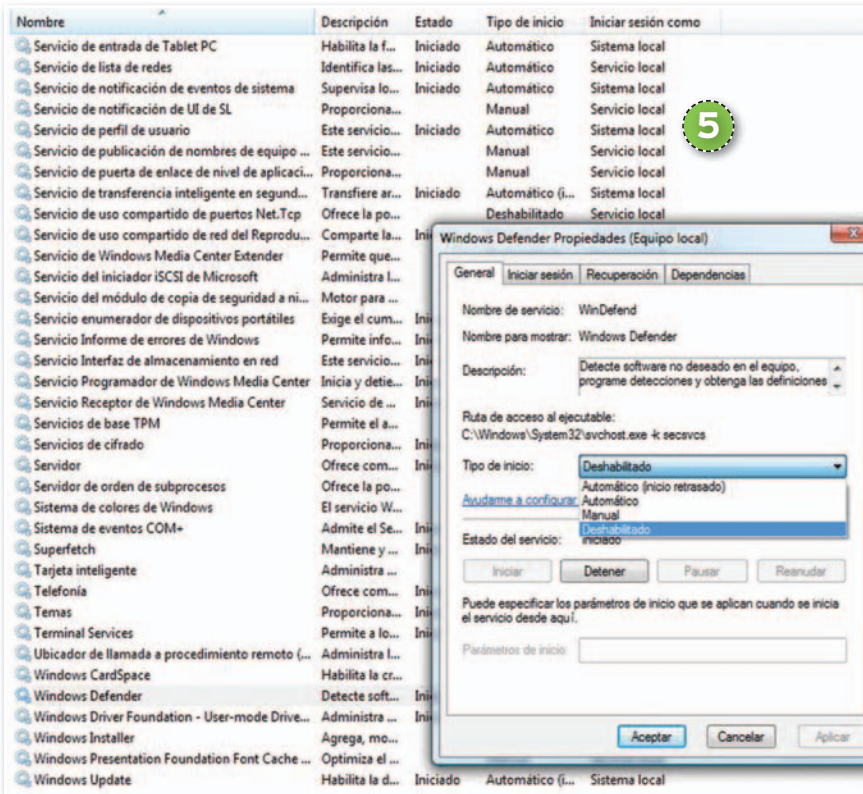 Nombre Descripción Estado Tipo de inicio Iniciar sesión como
Servicio de entrada de Tablet PC Habilita la f... Iniciado Automático Sistema local
Servicio de lista de redes Identifica las... Iniciado Automático Servicio local
Servicio de notificación de eventos de sistema Supervisa lo... Iniciado Automático Sistema local
Servicio de notificación de UI de SL Proporciona... Manual Servicio local
Servicio de perfil de usuario Este servicio... Iniciado Automático Sistema local
5
Servicio de publicación de nombres de equipo ... Este servicio... Manual Servicio local
Servicio de puerta de enlace de nivel de aplicaci... Proporciona... Manual Servicio local
Servicio de transferencia inteligente en segund... Transfiere ar... Iniciado Automático (i... Sistema local
Servicio de uso compartido de puertos Net.Tcp Ofrece la po... Deshabilitado Servicio local
Servicio de uso compartido de red del Reprodu... Comparte la... Ini
Servicio de Windows Media Center Extender Permite que...
Servicio del iniciador iSCSI de Microsoft Administra l...
Servicio del módulo de copia de seguridad a ni... Motor para ...
Servicio enumerador de dispositivos portátiles Exige el cum... Ini
Servicio Informe de errores de Windows Permite info... Ini
Servicio Interfaz de almacenamiento en red Este servicio... Ini
Servicio Programador de Windows Media Center Inicia y detie... Ini
Servicio Receptor de Windows Media Center Servicio de ... Ini
Servicios de base TPM Permite el a...
Servicios de cifrado Proporciona... Ini
Servidor Ofrece com... Ini
Servidor de orden de subprocesos Ofrece la po...
Sistema de colores de Windows El servicio W...
Sistema de eventos COM+ Admite el Se... Ini
Superfetch Mantiene y ... Ini
Tarjeta inteligente Administra ...
Telefonía Ofrece com... Ini
Temas Proporciona... Ini
Terminal Services Permite a lo... Ini
Ubicador de llamada a procedimiento remoto (... Administra l...
Windows CardSpace Habilita la cr...
Windows Defender Detecte soft... Ini
Windows Driver Foundation - User-mode Drive... Administra ... Ini
Windows Installer Agrega, mo...
Windows Presentation Foundation Font Cache ... Optimiza el ...
Windows Update Habilita la d... Iniciado Automático (i... Sistema local
Windows Defender Propiedades (Equipo local)
General Iniciar sesión Recuperación Dependencias
Nombre de servicio: WinDefend
Nombre para mostrar: Windows Defender
Descripción: Detecte software no deseado en el equipo,
programe detecciones y obtenga las definiciones
Ruta de acceso al ejecutable:
C:\Windows\System32\svchost.exe -k secsvcs
Tipo de inicio: Deshabilitado
Automático (inicio retrasado)
Ayudarme a configurar Automático
Manual
Deshabilitado
Estado del servicio: Iniciado
Iniciar Detener Pausar Reanudar
Puede especificar los parámetros de inicio que se aplican cuando se inicia
el servicio desde aquí.
Parámetros de inicio:
Aceptar Cancelar Aplicar